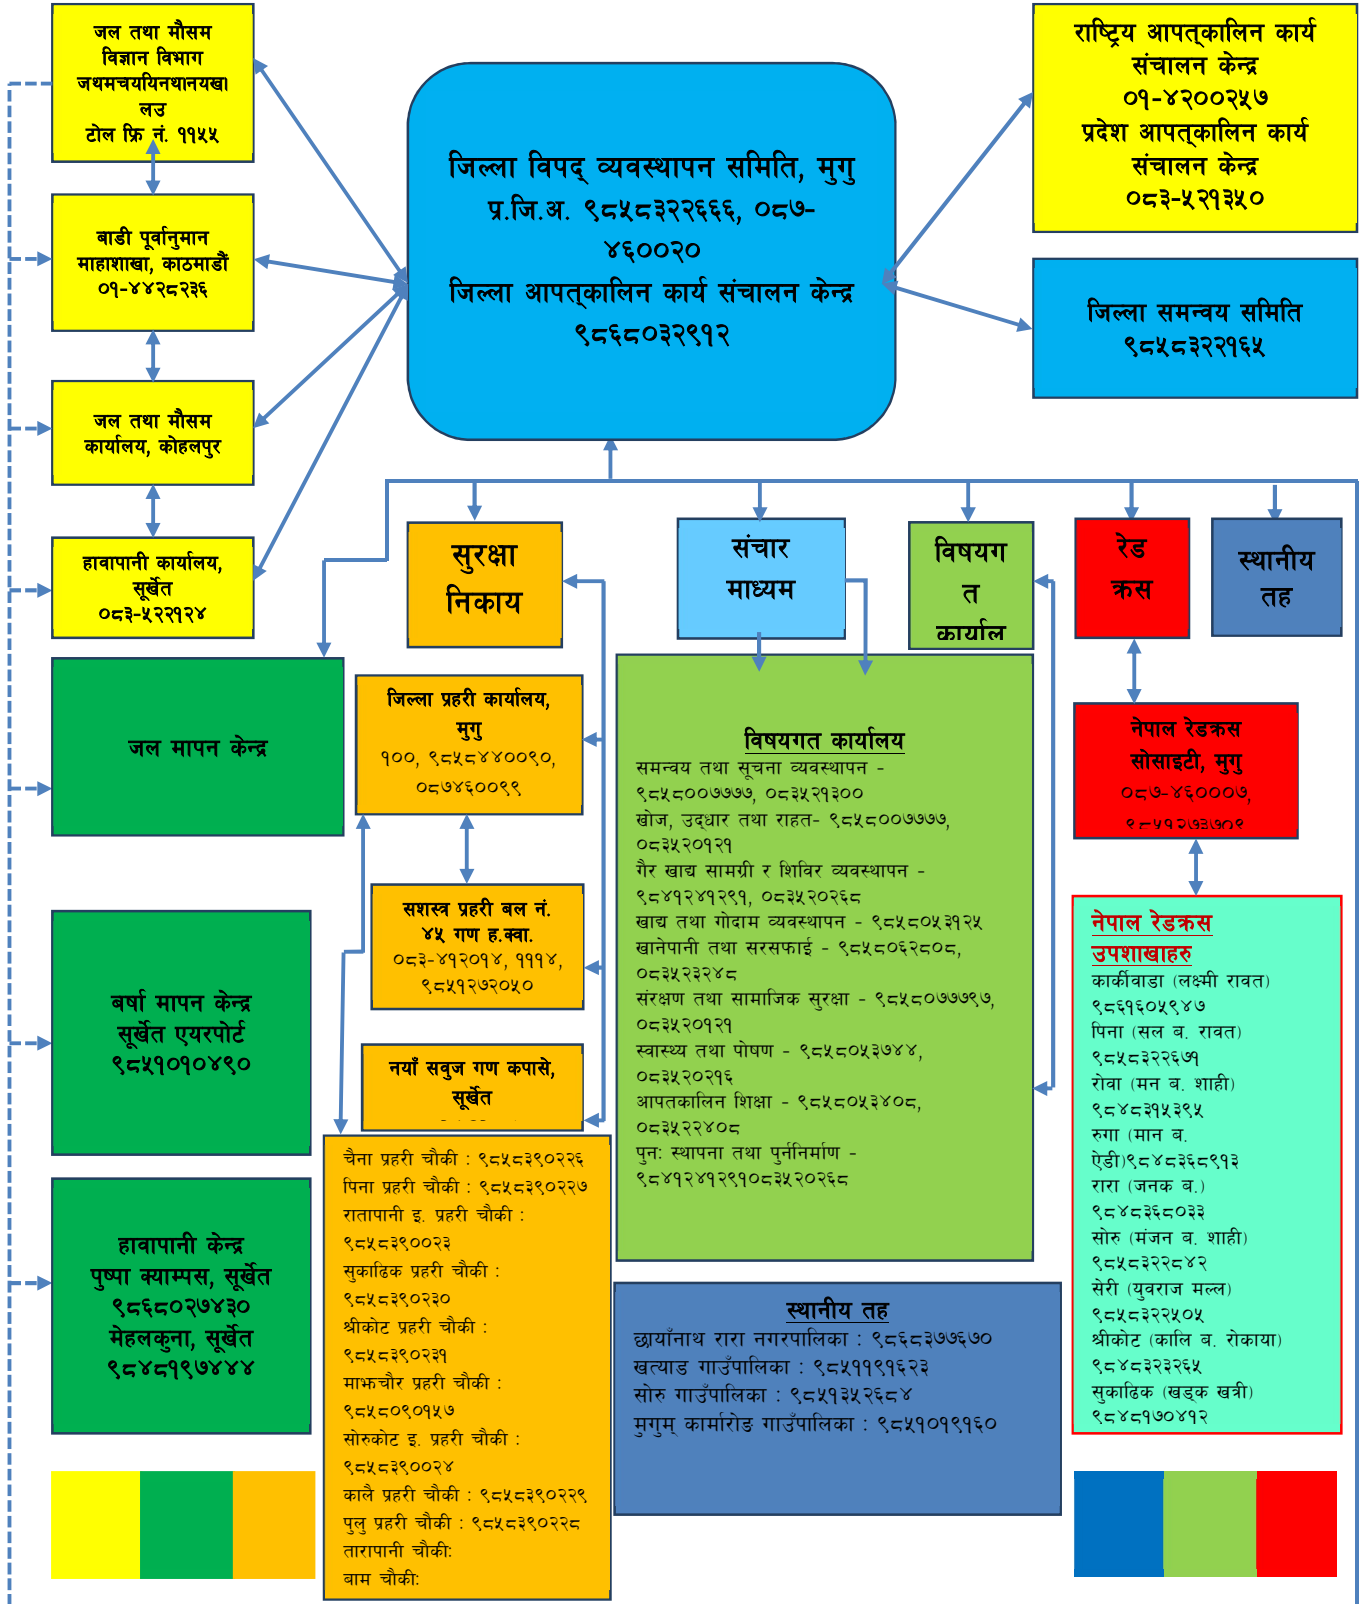 जल तथा मौसम
विज्ञान विभाग
जथमचययिनथानयखा
लउ
टोल फ्रि नं. ११५५
बाडी पूर्वानुमान
माहाशाखा, काठमाडौं
०१-४४२८२३६
जल तथा मौसम
कार्यालय, कोहलपुर
हावापानी कार्यालय,
सूर्खेत
०८३-५२२१२४
जिल्ला विपद् व्यवस्थापन समिति, मुगु
प्र.जि.अ. ९८५८३२२६६६, ०८७-
४६००२०
जिल्ला आपत्कालिन कार्य संचालन केन्द्र
९८६८०३२९१२
राष्ट्रिय आपत्कालिन कार्य
संचालन केन्द्र
०१-४२००२५७
प्रदेश आपत्कालिन कार्य
संचालन केन्द्र
०८३-५२१३५०
जिल्ला समन्वय समिति
९८५८३२२१६५
सुरक्षा
निकाय
संचार
माध्यम
विषयग
त
कार्याल
रेड
क्रस
स्थानीय
तह
जल मापन केन्द्र
बर्षा मापन केन्द्र
सूर्खेत एयरपोर्ट
९८५१०१०४९०
हावापानी केन्द्र
पुष्पा क्याम्पस, सूर्खेत
९८६८०२७४३०
मेहलकुना, सूर्खेत
९८४८१९७४४४
जिल्ला प्रहरी कार्यालय,
मुगु
१००, ९८५८४४००९०,
०८७४६००९९
सशस्त्र प्रहरी बल नं.
४५ गण ह.क्वा.
०८३-४१२०१४, १११४,
९८५१२७२०५०
नयाँ सवुज गण कपासे,
सूर्खेत
चैना प्रहरी चौकी : ९८५८३९०२२६
पिना प्रहरी चौकी : ९८५८३९०२२७
रातापानी इ. प्रहरी चौकी :
९८५८३९००२३
सुकाढिक प्रहरी चौकी :
९८५८३९०२३०
श्रीकोट प्रहरी चौकी :
९८५८३९०२३१
माझचौर प्रहरी चौकी :
९८५८०९०१५७
सोरुकोट इ. प्रहरी चौकी :
९८५८३९००२४
कालै प्रहरी चौकी : ९८५८३९०२२९
पुलु प्रहरी चौकी : ९८५८३९०२२८
तारापानी चौकी:
बाम चौकी:
विषयगत कार्यालय
समन्वय तथा सूचना व्यवस्थापन -
९८५८००७७७७, ०८३५२१३००
खोज, उद्धार तथा राहत- ९८५८००७७७७,
०८३५२०१२१
गैर खाद्य सामग्री र शिविर व्यवस्थापन -
९८४१२४१२९१, ०८३५२०२६८
खाद्य तथा गोदाम व्यवस्थापन - ९८५८०५३१२५
खानेपानी तथा सरसफाई - ९८५८०६२८०८,
०८३५२३२४८
संरक्षण तथा सामाजिक सुरक्षा - ९८५८०७७७९७,
०८३५२०१२१
स्वास्थ्य तथा पोषण - ९८५८०५३७४४,
०८३५२०२१६
आपतकालिन शिक्षा - ९८५८०५३४०८,
०८३५२२४०८
पुन: स्थापना तथा पुर्ननिर्माण -
९८४१२४१२९१०८३५२०२६८
स्थानीय तह
छायाँनाथ रारा नगरपालिका : ९८६८३७७६७०
खत्याड गाउँपालिका : ९८५११९१६२३
सोरु गाउँपालिका : ९८५१३५२६८४
मुगुम् कार्मारोङ गाउँपालिका : ९८५१०१९१६०
नेपाल रेडक्रस
सोसाइटी, मुगु
०८७-४६०००७,
९८५१२७३७०९
नेपाल रेडक्रस
उपशाखाहरु
कार्कीवाडा (लक्ष्मी रावत)
९८६१६०५९४७
पिना (सल ब. रावत)
९८५८३२२६७१
रोवा (मन ब. शाही)
९८४८३१५३९५
रुगा (मान ब.
ऐडी)९८४८३६८९१३
रारा (जनक ब.)
९८४८३६८०३३
सोरु (मंजन ब. शाही)
९८५८३२२८४२
सेरी (युवराज मल्ल)
९८५८३२२५०५
श्रीकोट (कालि ब. रोकाया)
९८४८३२३२६५
सुकाढिक (खड्क खत्री)
९८४८१७०४१२